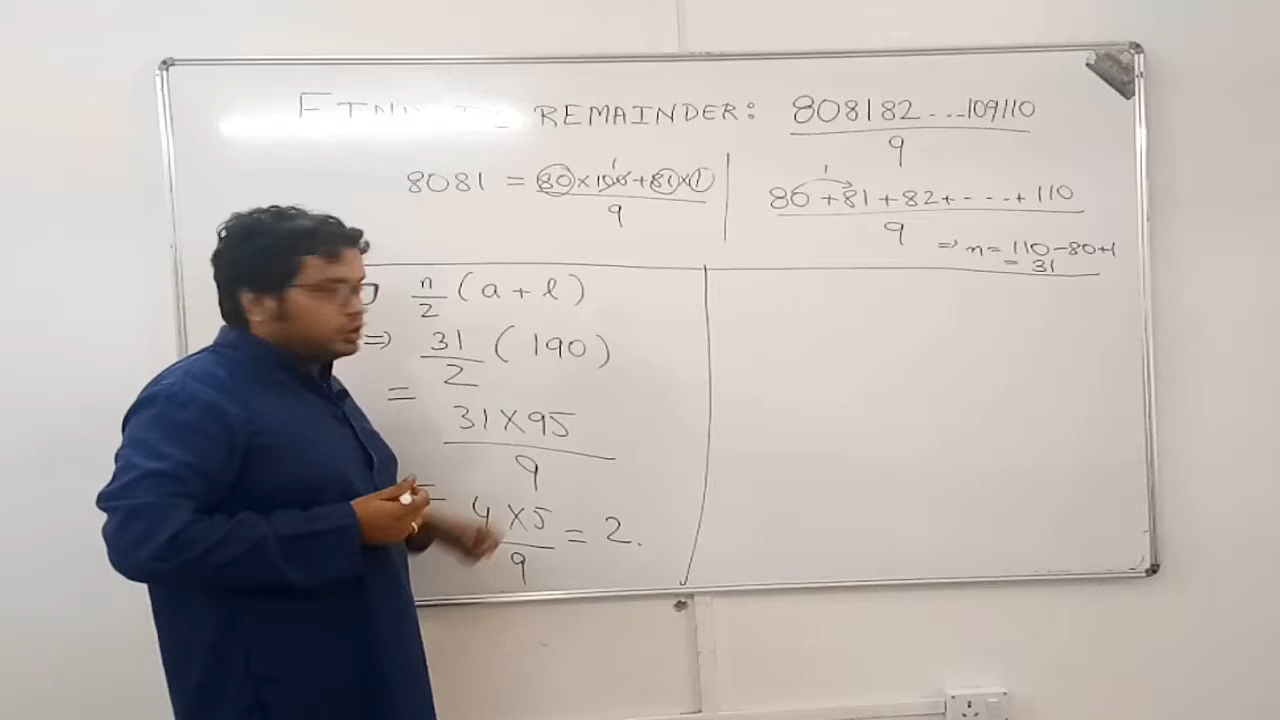 REMAINDER: 808182...109110
9
8081 = 80×100+81×1
9
1
80+81+82+---+110
9
⇒ n = 110-80+1
= 31
n/2 (a+l)
⇒ 31/2 (190)
= 31×95
9
= 4×5/9 = 2.